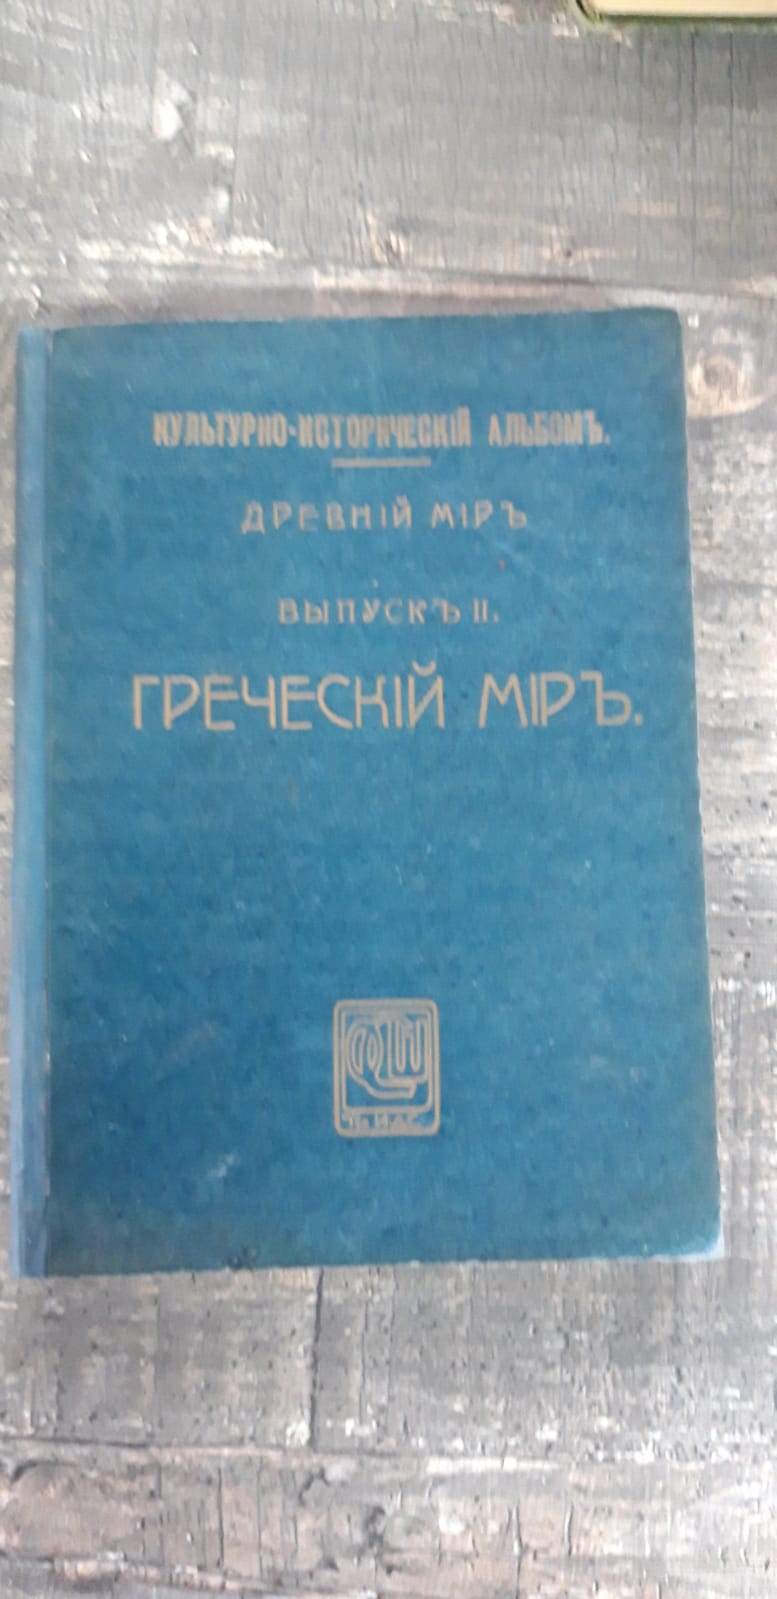 КУЛЬТУРНО-ИСТОРИЧЕСКІЙ АЛЬБОМЪ.
ДРЕВНІЙ МІРЪ
ВЫПУСКЪ II.
ГРЕЧЕСКІЙ МІРЪ.